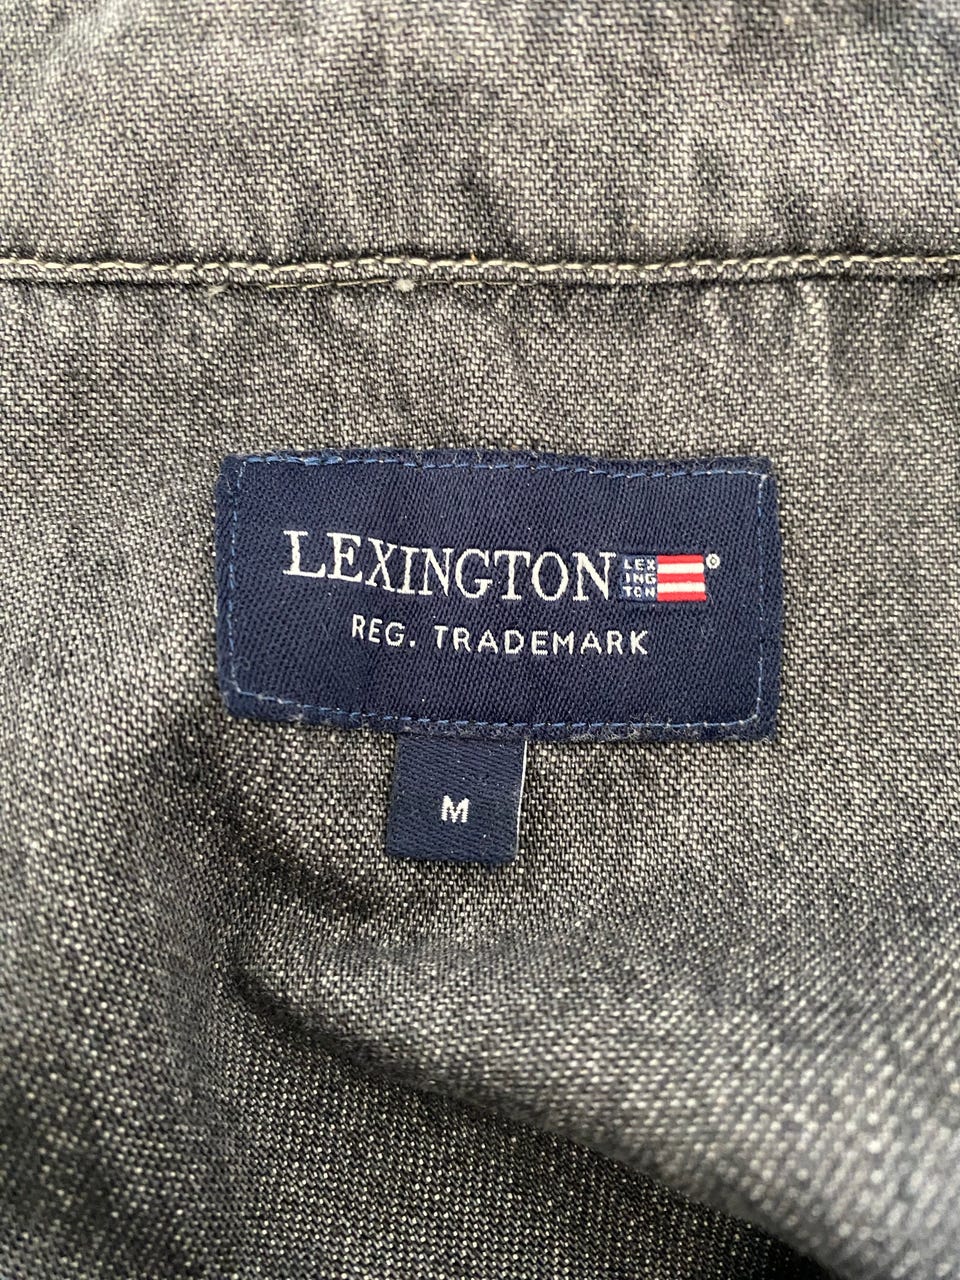 LEXINGTON LEX
ING
TON ®
REG. TRADEMARK
M